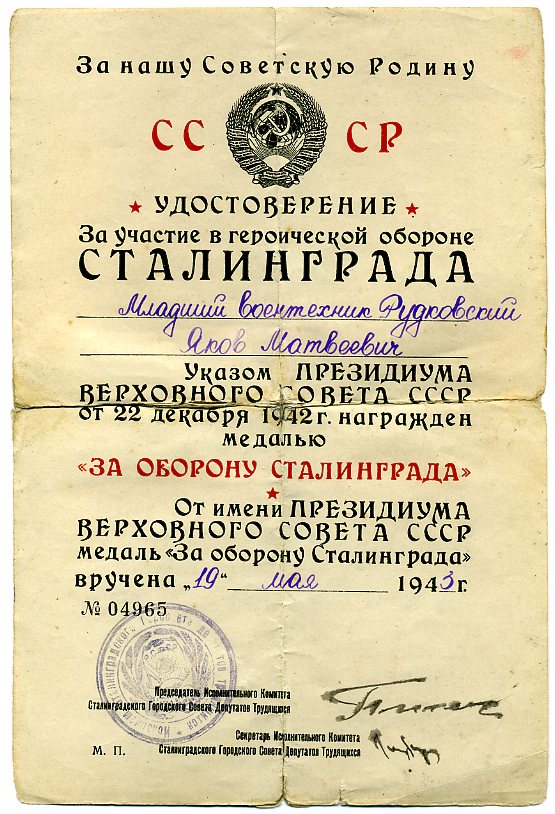 За нашу Советскую Родину
СС СР
УДОСТОВЕРЕНИЕ
За участие в героической обороне
СТАЛИНГРАДА
Младший воентехник Рудковский
Яков Матвеевич
Указом ПРЕЗИДИУМА
ВЕРХОВНОГО СОВЕТА СССР
от 22 декабря 1942 г. награжден
медалью
«ЗА ОБОРОНУ СТАЛИНГРАДА»
От имени ПРЕЗИДИУМА
ВЕРХОВНОГО СОВЕТА СССР
медаль «За оборону Сталинграда»
вручена „19“ мая 1943 г.
№ 04965
Председатель Исполнительного Комитета
Сталинградского Городского Совета Депутатов Трудящихся
Секретарь Исполнительного Комитета
М. П. Сталинградского Городского Совета Депутатов Трудящихся